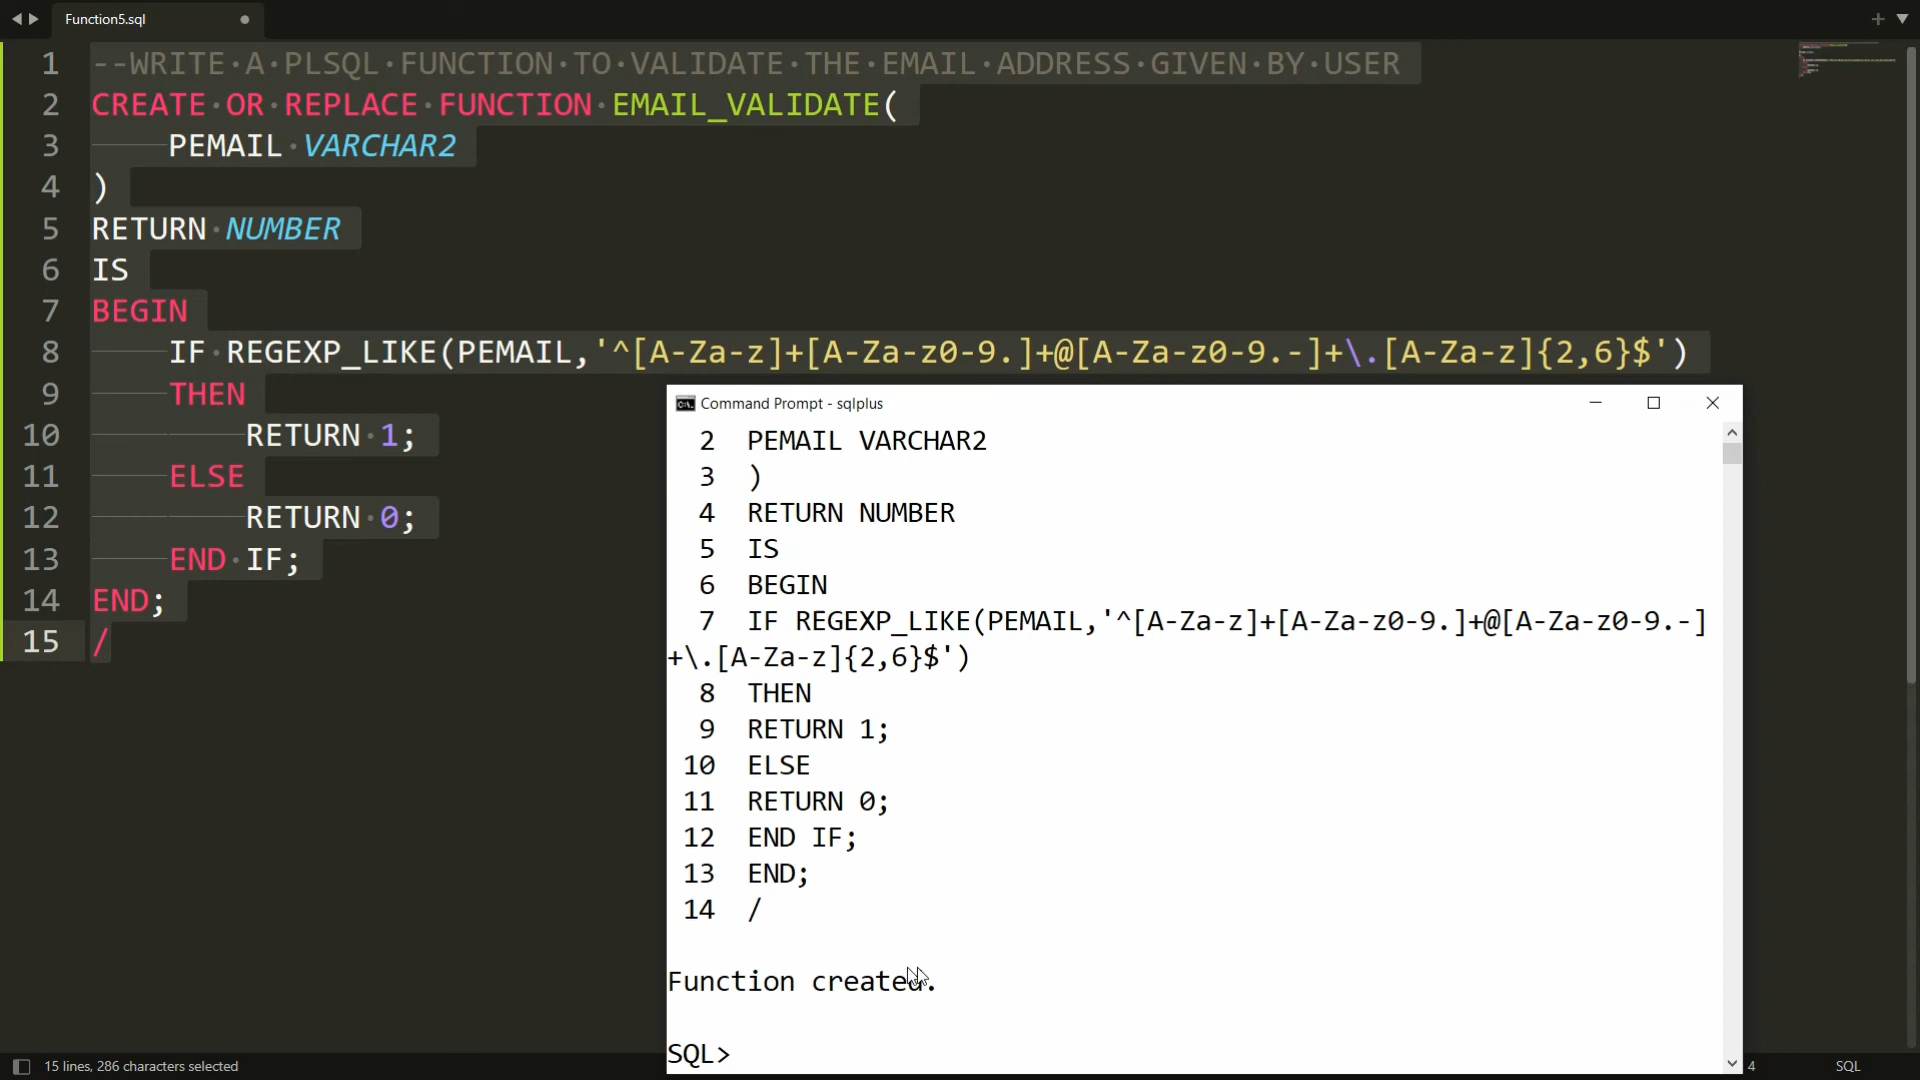 Function5.sql
1 --WRITE A PLSQL FUNCTION TO VALIDATE THE EMAIL ADDRESS GIVEN BY USER
2 CREATE OR REPLACE FUNCTION EMAIL_VALIDATE(
3 PEMAIL VARCHAR2
4 )
5 RETURN NUMBER
6 IS
7 BEGIN
8 IF REGEXP_LIKE(PEMAIL,'^[A-Za-z]+[A-Za-z0-9.]+@[A-Za-z0-9.-]+\.[A-Za-z]{2,6}$')
9 THEN
10 RETURN 1;
11 ELSE
12 RETURN 0;
13 END IF;
14 END;
15 /
Command Prompt - sqlplus
2 PEMAIL VARCHAR2
3 )
4 RETURN NUMBER
5 IS
6 BEGIN
7 IF REGEXP_LIKE(PEMAIL,'^[A-Za-z]+[A-Za-z0-9.]+@[A-Za-z0-9.-]
+\.[A-Za-z]{2,6}$')
8 THEN
9 RETURN 1;
10 ELSE
11 RETURN 0;
12 END IF;
13 END;
14 /
Function created.
SQL>
15 lines, 286 characters selected
4
SQL